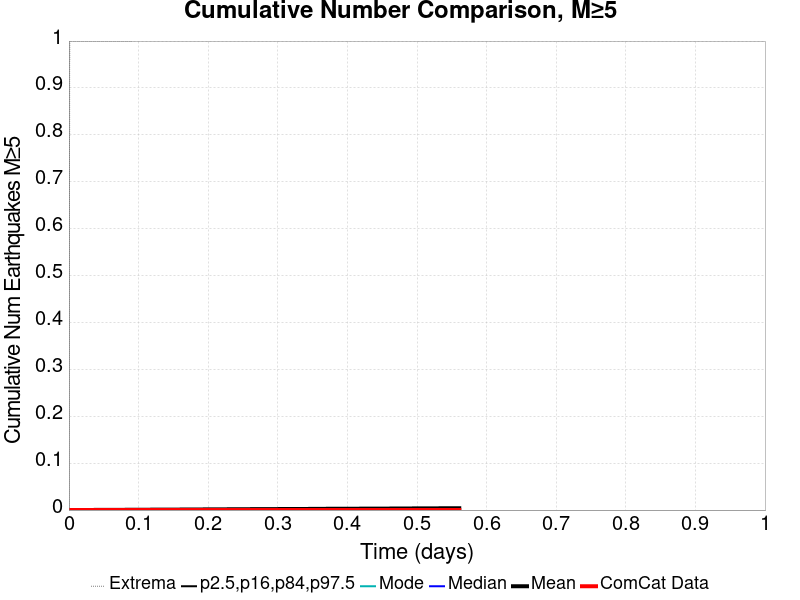 Cumulative Number Comparison, M≥5
Cumulative Num Earthquakes M≥5
1
0.9
0.8
0.7
0.6
0.5
0.4
0.3
0.2
0.1
0
0 0.1 0.2 0.3 0.4 0.5 0.6 0.7 0.8 0.9 1
Time (days)
Extrema p2.5,p16,p84,p97.5 Mode Median Mean ComCat Data